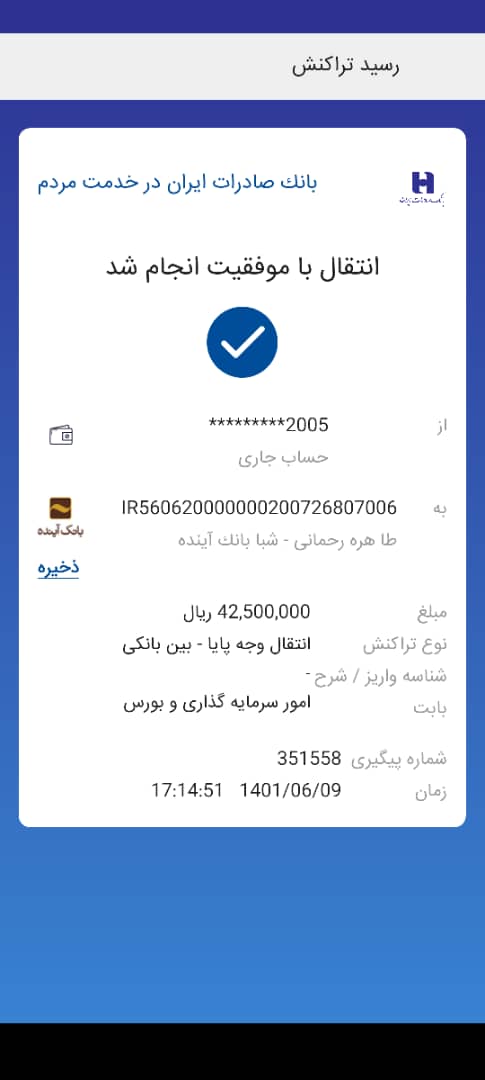 رسید تراکنش
بانك صادرات ایران در خدمت مردم
بانک صادرات ایران
انتقال با موفقیت انجام شد
از
*********2005
حساب جاری
به
IR560620000000200726807006
طا هره رحمانی - شبا بانك آینده
بانک آینده
ذخیره
مبلغ 42,500,000 ریال
نوع تراکنش انتقال وجه پایا - بین بانکی
شناسه واریز / شرح -
بابت امور سرمایه گذاری و بورس
شماره پیگیری 351558
زمان 1401/06/09 17:14:51